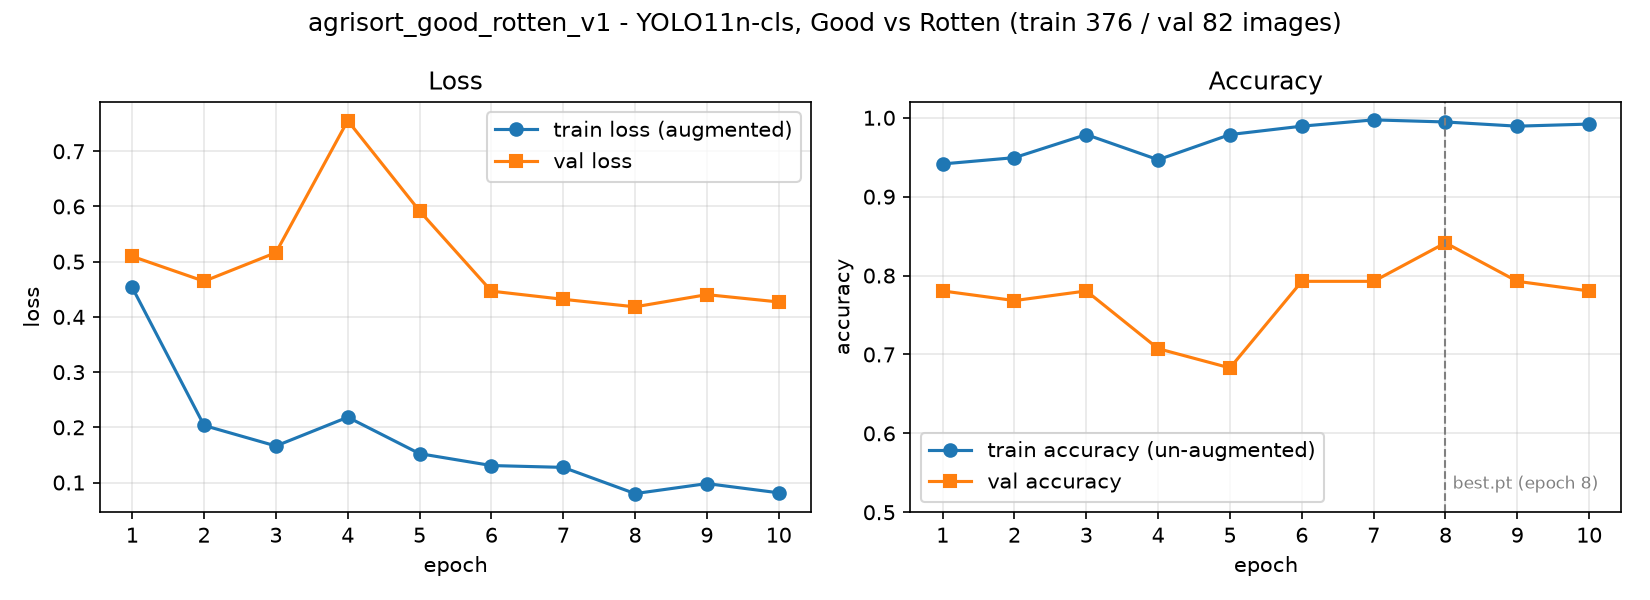 agrisort_good_rotten_v1 - YOLO11n-cls, Good vs Rotten (train 376 / val 82 images)
Loss
train loss (augmented)
val loss
0.7
0.6
0.5
0.4
0.3
0.2
0.1
loss
1 2 3 4 5 6 7 8 9 10
epoch
Accuracy
1.0
0.9
0.8
0.7
0.6
0.5
accuracy
train accuracy (un-augmented)
val accuracy
best.pt (epoch 8)
1 2 3 4 5 6 7 8 9 10
epoch